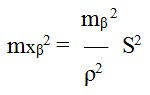 mxᵦ² = mᵦ² / ρ² S²